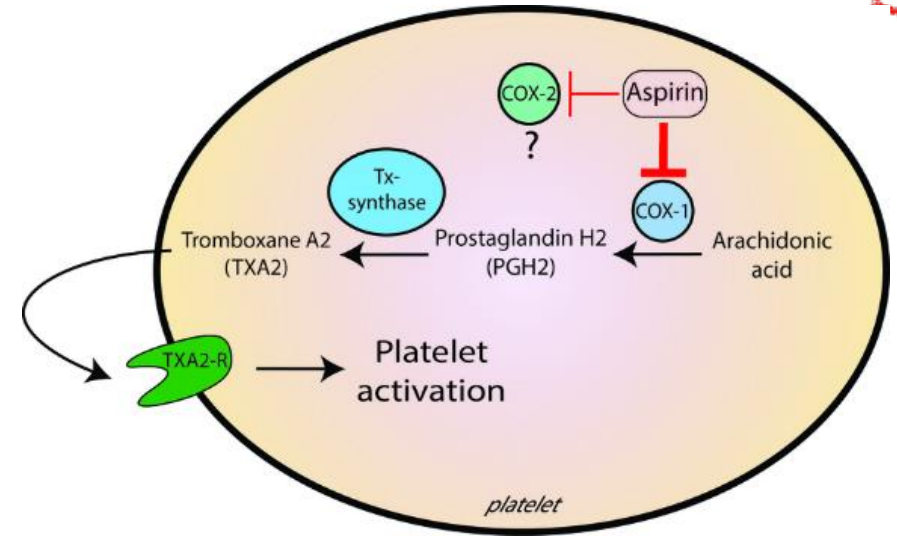 COX-2
Aspirin
?
Tx-
synthase
COX-1
Tromboxane A2
(TXA2)
Prostaglandin H2
(PGH2)
Arachidonic
acid
TXA2-R
Platelet
activation
platelet